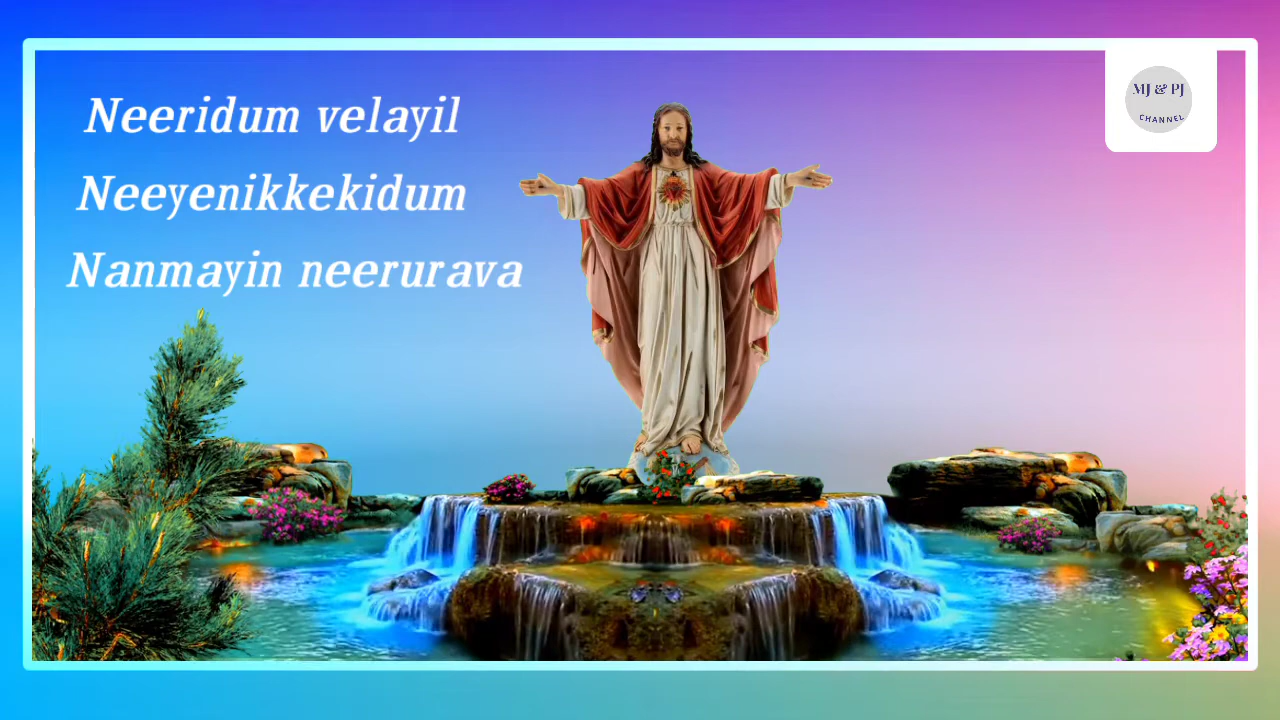 Neeridum velayil
Neeyenikkekidum
Nanmayin neerurava
MJ & PJ
CHANNEL